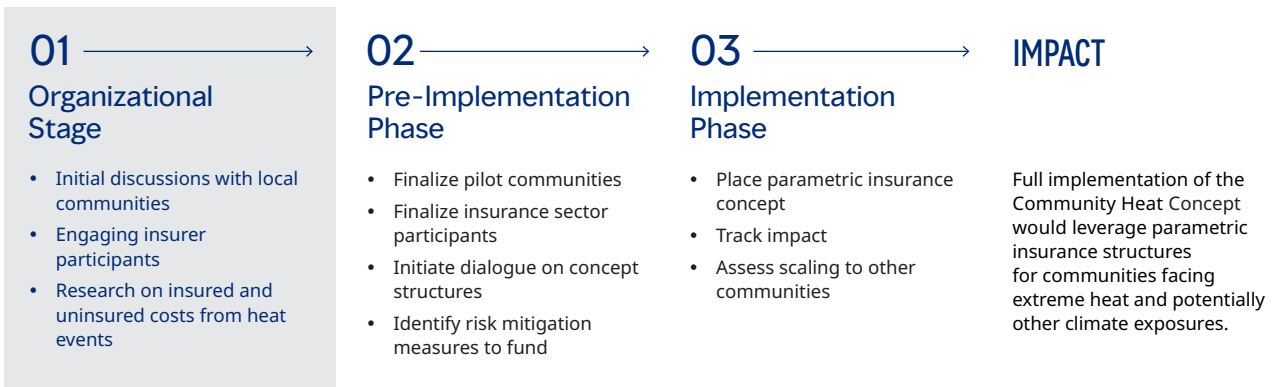 01
Organizational
Stage
• Initial discussions with local
communities
• Engaging insurer
participants
• Research on insured and
uninsured costs from heat
events
02
Pre-Implementation
Phase
• Finalize pilot communities
• Finalize insurance sector
participants
• Initiate dialogue on concept
structures
• Identify risk mitigation
measures to fund
03
Implementation
Phase
• Place parametric insurance
concept
• Track impact
• Assess scaling to other
communities
IMPACT
Full implementation of the
Community Heat Concept
would leverage parametric
insurance structures
for communities facing
extreme heat and potentially
other climate exposures.